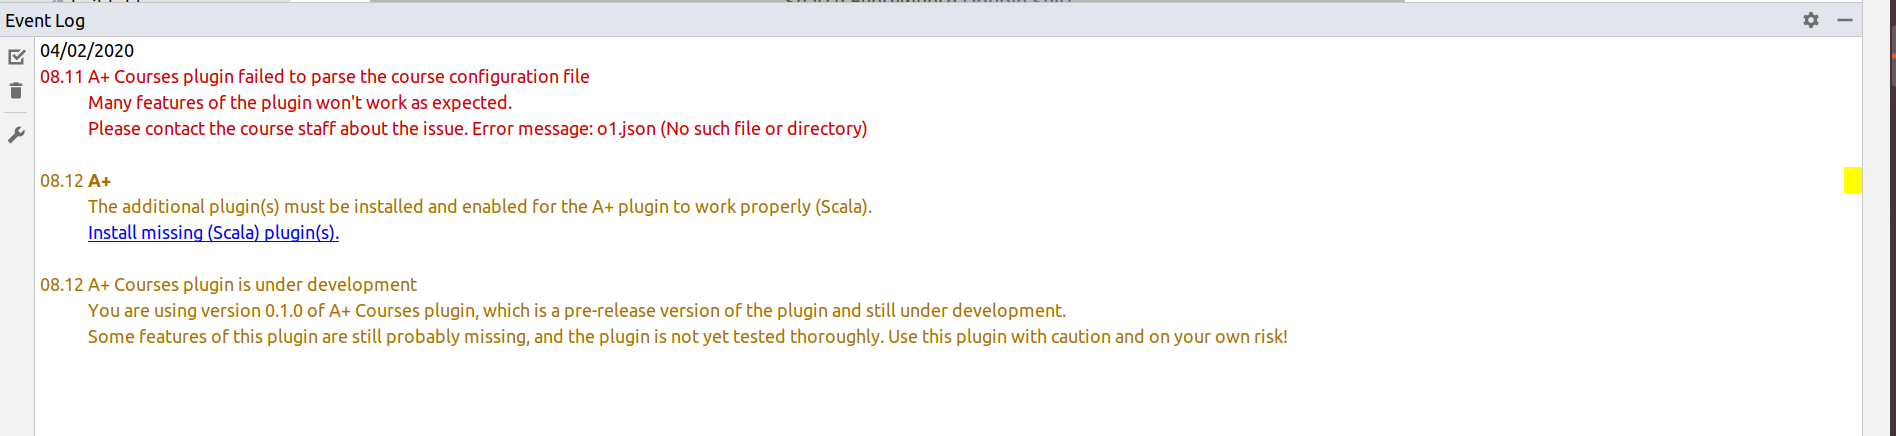 Event Log
04/02/2020
08.11 A+ Courses plugin failed to parse the course configuration file
Many features of the plugin won't work as expected.
Please contact the course staff about the issue. Error message: o1.json (No such file or directory)
08.12 A+
The additional plugin(s) must be installed and enabled for the A+ plugin to work properly (Scala).
Install missing (Scala) plugin(s).
08.12 A+ Courses plugin is under development
You are using version 0.1.0 of A+ Courses plugin, which is a pre-release version of the plugin and still under development.
Some features of this plugin are still probably missing, and the plugin is not yet tested thoroughly. Use this plugin with caution and on your own risk!